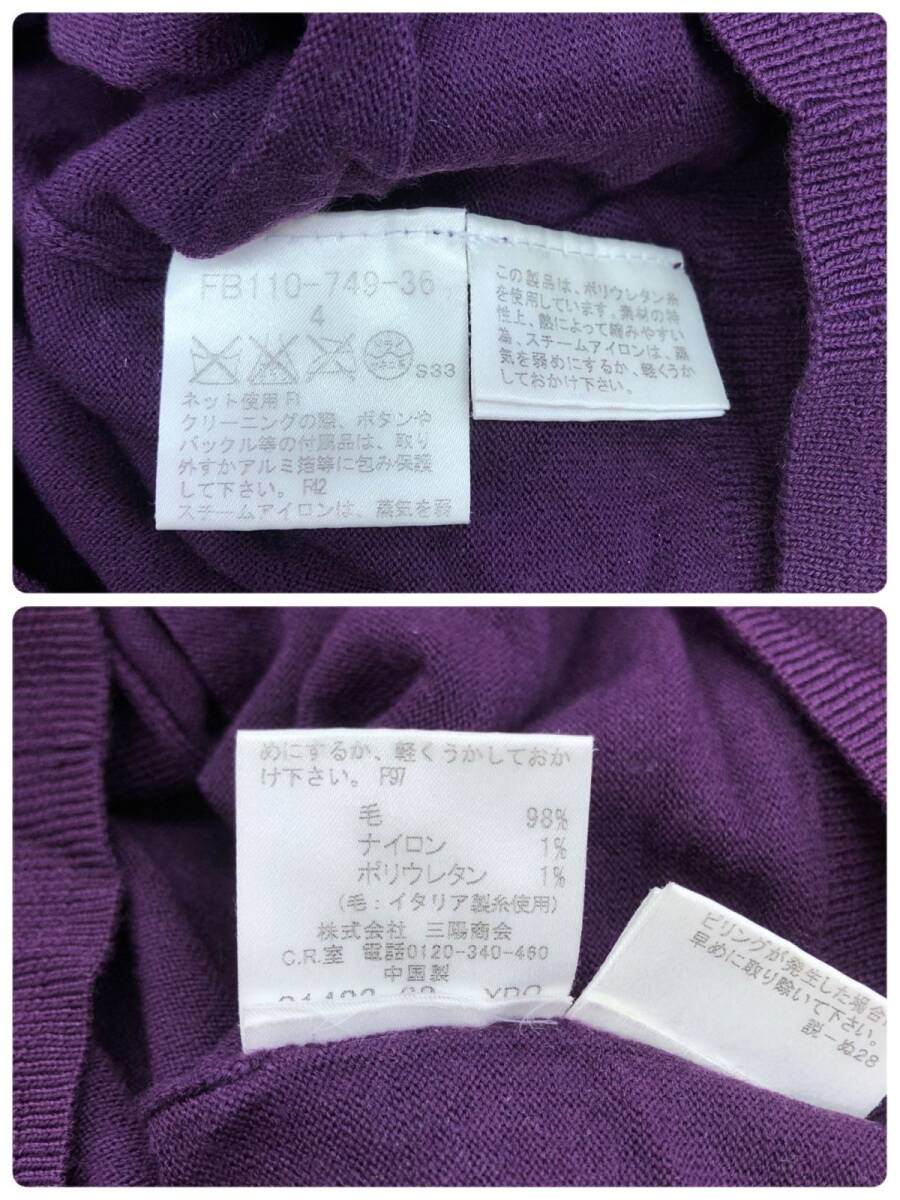 FB110-749-36
4
ドライ
S33
ネット使用 F1
クリーニングの際、ボタンや
バックル等の付属品は、取り
外すかアルミ箔等に包み保護
して下さい。 F42
スチームアイロンは、蒸気を弱
この製品は、ポリウレタン糸
を使用しています。素材の特
性上、熱によって縮みやすい
為、スチームアイロンは、蒸
気を弱めにするか、軽くうか
しておかけ下さい。
めにするか、軽くうかしておか
け下さい。 F97
毛 98%
ナイロン 1%
ポリウレタン 1%
(毛:イタリア製糸使用)
株式会社 三陽商会
C.R.室 電話0120-340-460
中国製
ピリングが発生した場合
早めに取り除いて下さい。
説-ぬ28